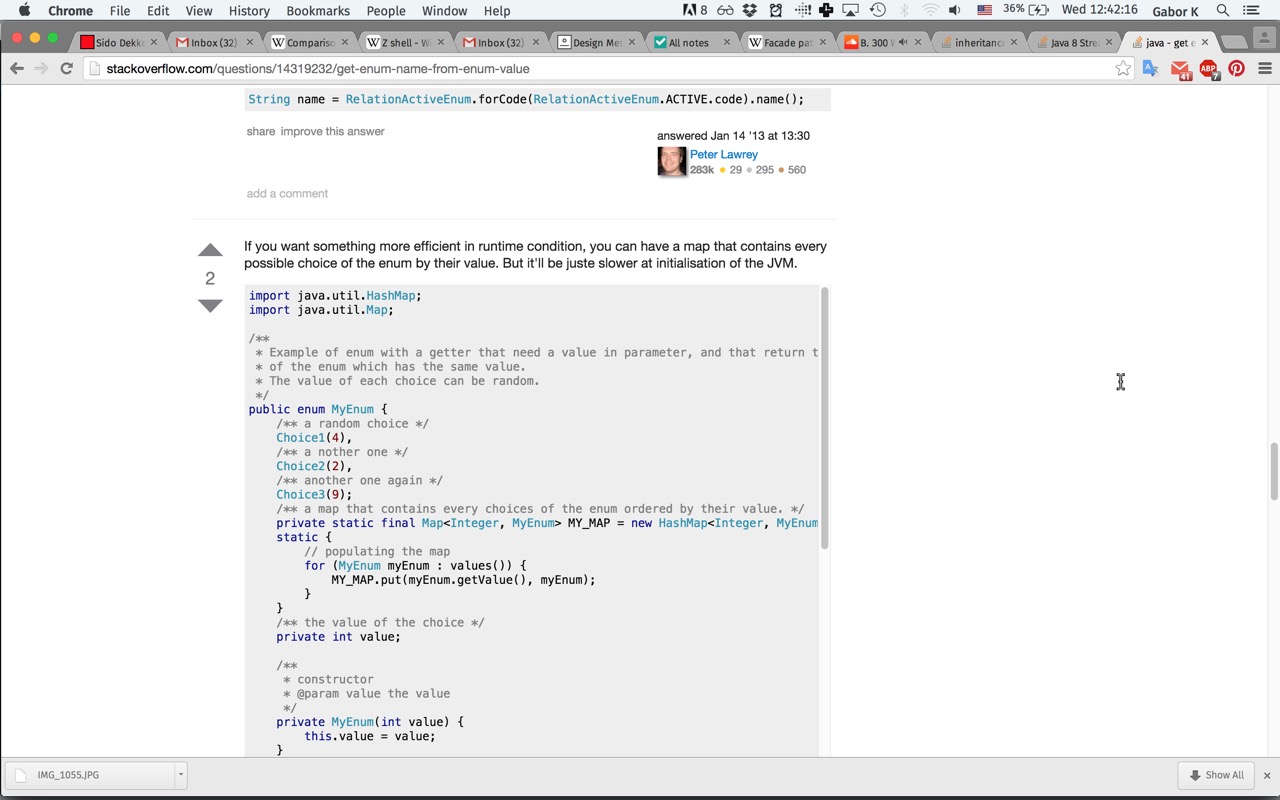 Chrome File Edit View History Bookmarks People Window Help 8 36% Wed 12:42:16 Gabor K
Sido Dekk Inbox (32) Compariso Z shell - Wi Inbox (32) Design Me All notes Facade pat B. 300 inheritanc Java 8 Stre java - get e
stackoverflow.com/questions/14319232/get-enum-name-from-enum-value 41 ABP 7
String name = RelationActiveEnum.forCode(RelationActiveEnum.ACTIVE.code).name();
share improve this answer
answered Jan 14 '13 at 13:30
Peter Lawrey
283k 29 295 560
add a comment
2
If you want something more efficient in runtime condition, you can have a map that contains every
possible choice of the enum by their value. But it'll be juste slower at initialisation of the JVM.
import java.util.HashMap;
import java.util.Map;
/**
* Example of enum with a getter that need a value in parameter, and that return t
* of the enum which has the same value.
* The value of each choice can be random.
*/
public enum MyEnum {
/** a random choice */
Choice1(4),
/** a nother one */
Choice2(2),
/** another one again */
Choice3(9);
/** a map that contains every choices of the enum ordered by their value. */
private static final Map<Integer, MyEnum> MY_MAP = new HashMap<Integer, MyEnum
static {
// populating the map
for (MyEnum myEnum : values()) {
MY_MAP.put(myEnum.getValue(), myEnum);
}
}
/** the value of the choice */
private int value;
/**
* constructor
* @param value the value
*/
private MyEnum(int value) {
this.value = value;
}
IMG_1055.JPG
Show All